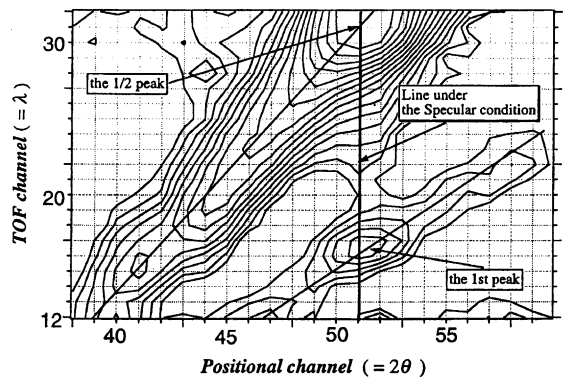 30
the 1/2 peak
Line under
the Specular condition
TOF channel (= λ)
20
the 1st peak
12
40
45
50
55
Positional channel (= 2θ)